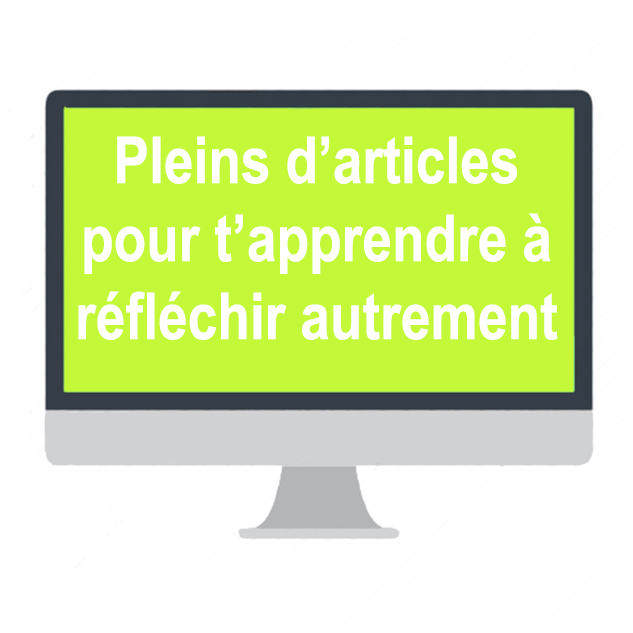 Pleins d’articles
pour t’apprendre à
réfléchir autrement